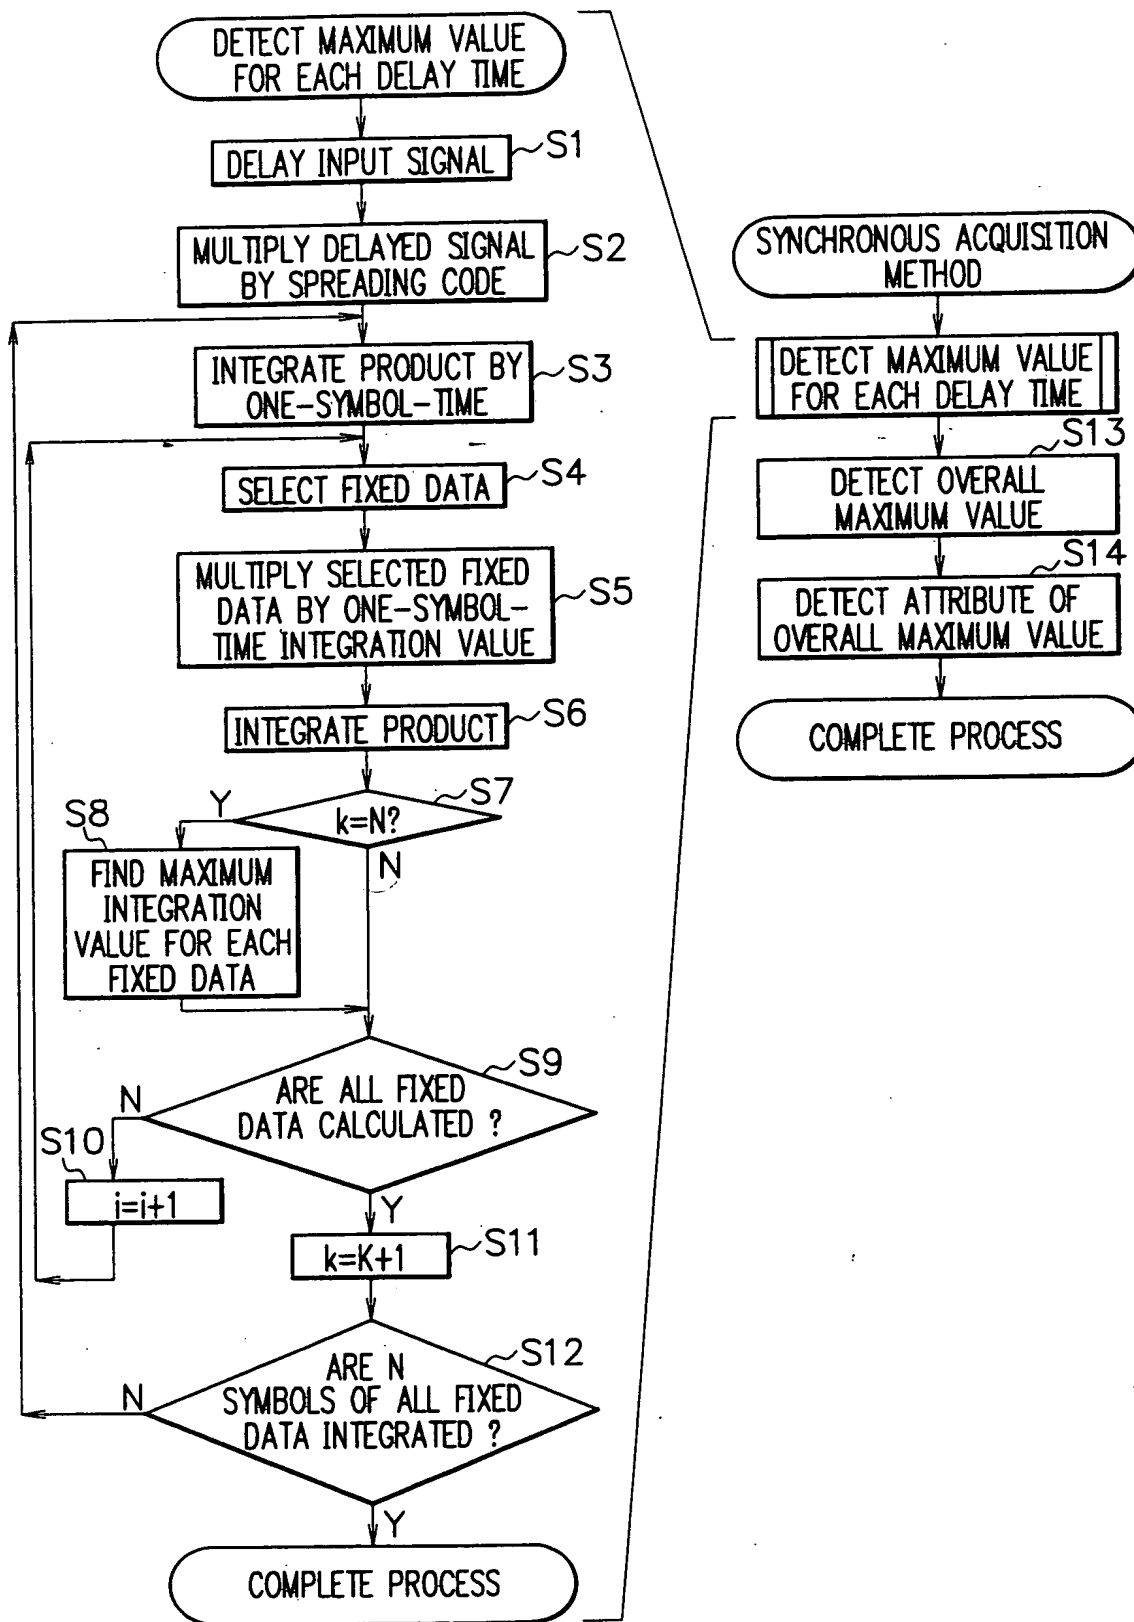 DETECT MAXIMUM VALUE
FOR EACH DELAY TIME
S1
DELAY INPUT SIGNAL
S2
MULTIPLY DELAYED SIGNAL
BY SPREADING CODE
S3
INTEGRATE PRODUCT BY
ONE-SYMBOL-TIME
S4
SELECT FIXED DATA
S5
MULTIPLY SELECTED FIXED
DATA BY ONE-SYMBOL-
TIME INTEGRATION VALUE
S6
INTEGRATE PRODUCT
S7
k=N?
Y
N
S8
FIND MAXIMUM
INTEGRATION
VALUE FOR EACH
FIXED DATA
S9
ARE ALL FIXED
DATA CALCULATED ?
N
Y
S10
i=i+1
S11
k=K+1
S12
ARE N
SYMBOLS OF ALL FIXED
DATA INTEGRATED ?
N
Y
COMPLETE PROCESS
SYNCHRONOUS ACQUISITION
METHOD
DETECT MAXIMUM VALUE
FOR EACH DELAY TIME
S13
DETECT OVERALL
MAXIMUM VALUE
S14
DETECT ATTRIBUTE OF
OVERALL MAXIMUM VALUE
COMPLETE PROCESS